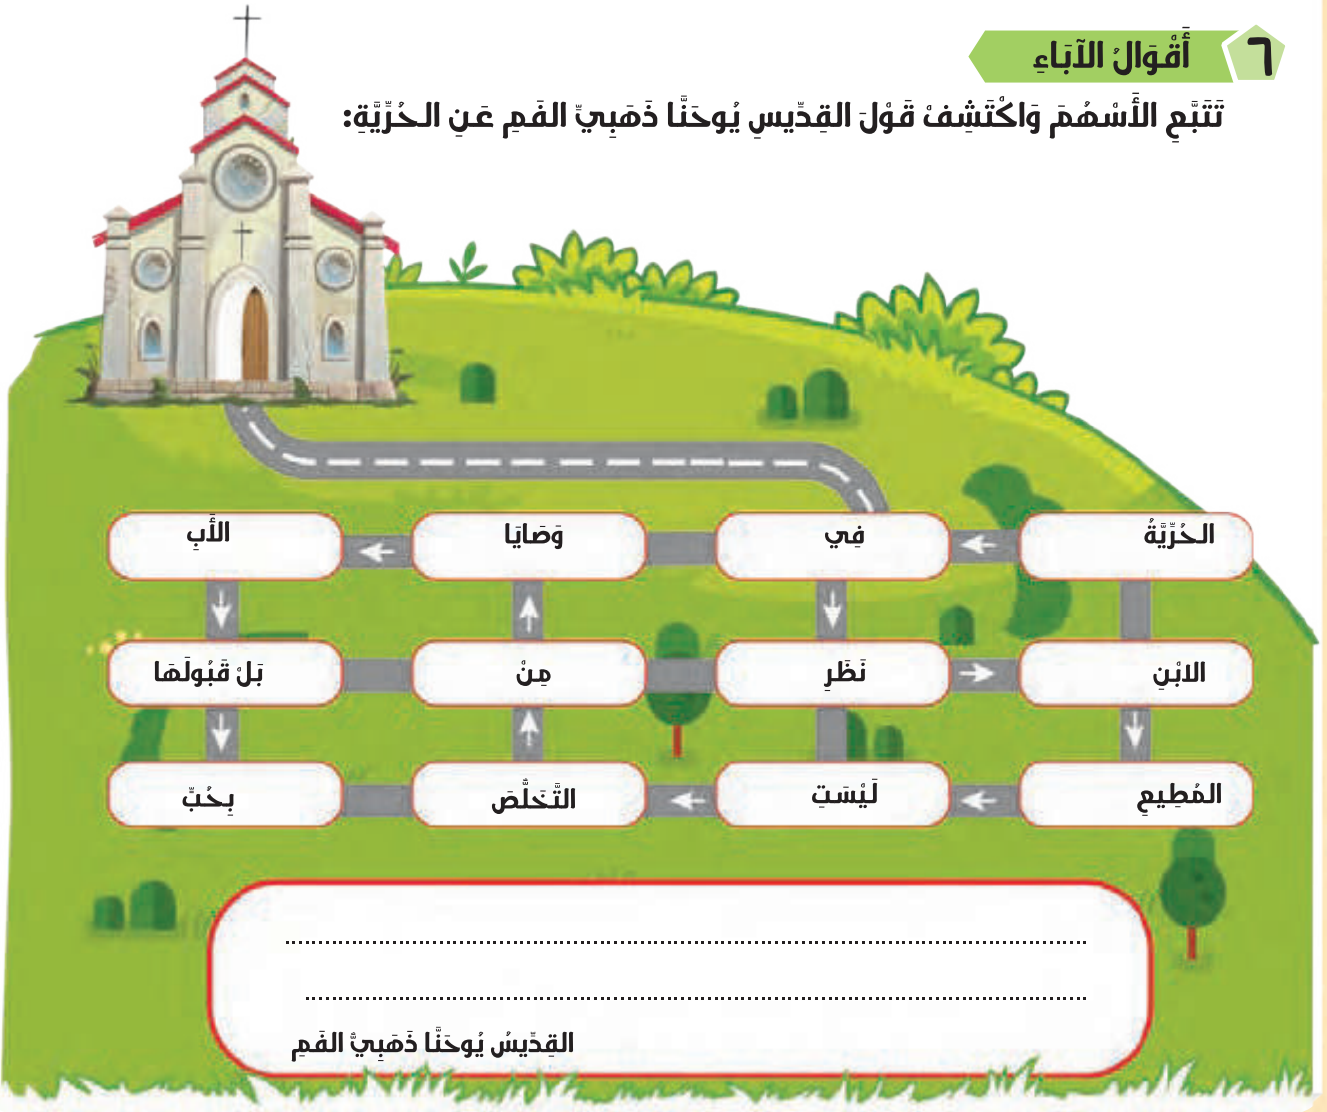 ٦ أَقْوَالُ الآبَاءِ
تَتَبَّعِ الأَسْهُمَ وَاكْتَشِفْ قَوْلَ القِدِّيسِ يُوحَنَّا ذَهَبِيِّ الفَمِ عَنِ الحُرِّيَّةِ:
الحُرِّيَّةُ فِي وَصَايَا الأَبِ
الابْنِ نَظَرِ مِنْ بَلْ قَبُولَهَا
المُطِيعِ لَيْسَتِ التَّخَلُّصَ بِحُبٍّ
القِدِّيسُ يُوحَنَّا ذَهَبِيُّ الفَمِ